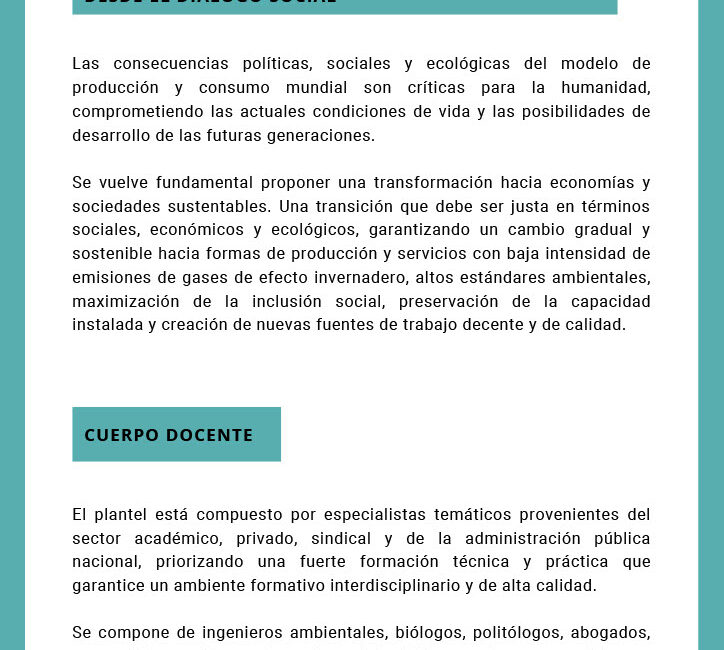 DESDE EL DIÁLOGO SOCIAL
Las consecuencias políticas, sociales y ecológicas del modelo de
producción y consumo mundial son críticas para la humanidad,
comprometiendo las actuales condiciones de vida y las posibilidades de
desarrollo de las futuras generaciones.
Se vuelve fundamental proponer una transformación hacia economías y
sociedades sustentables. Una transición que debe ser justa en términos
sociales, económicos y ecológicos, garantizando un cambio gradual y
sostenible hacia formas de producción y servicios con baja intensidad de
emisiones de gases de efecto invernadero, altos estándares ambientales,
maximización de la inclusión social, preservación de la capacidad
instalada y creación de nuevas fuentes de trabajo decente y de calidad.
CUERPO DOCENTE
El plantel está compuesto por especialistas temáticos provenientes del
sector académico, privado, sindical y de la administración pública
nacional, priorizando una fuerte formación técnica y práctica que
garantice un ambiente formativo interdisciplinario y de alta calidad.
Se compone de ingenieros ambientales, biólogos, politólogos, abogados,